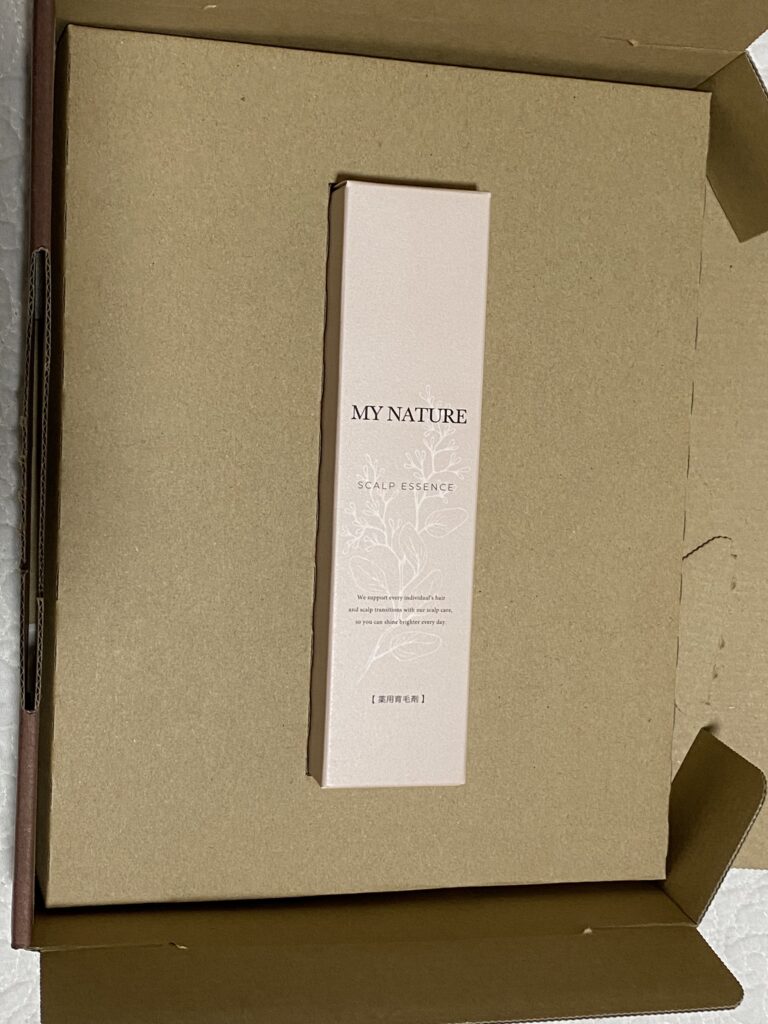 MY NATURE
SCALP ESSENCE
We support every individual's hair
and scalp transitions with our scalp care,
so you can shine brighter every day.
【薬用育毛剤】